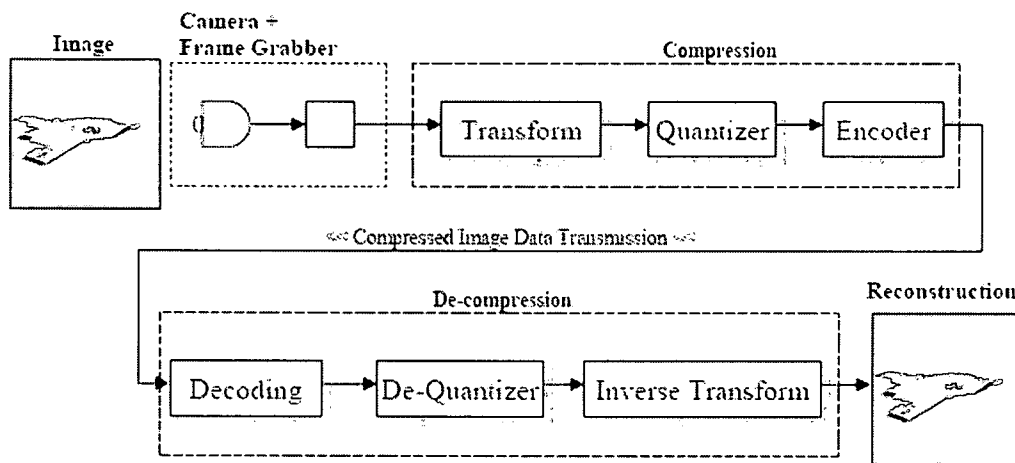 Camera +
Frame Grabber
Image
Compression
Transform
Quantizer
Encoder
<<< Compressed Image Data Transmission <<<
De-compression
Reconstruction
Decoding
De-Quantizer
Inverse Transform